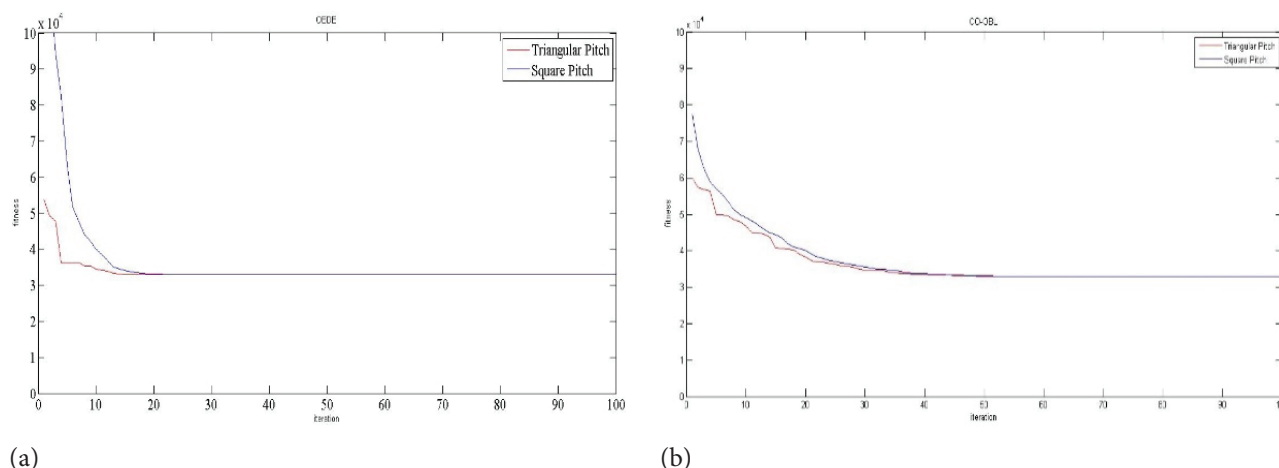 OBDE
x 10^4
10
9
8
7
6
5
4
3
2
1
0
fitness
Triangular Pitch
Square Pitch
0 10 20 30 40 50 60 70 80 90 100
iteration
(a)
CO-OBL
x 10^4
10
9
8
7
6
5
4
3
2
1
0
fitness
Triangular Pitch
Square Pitch
0 10 20 30 40 50 60 70 80 90
iteration
(b)